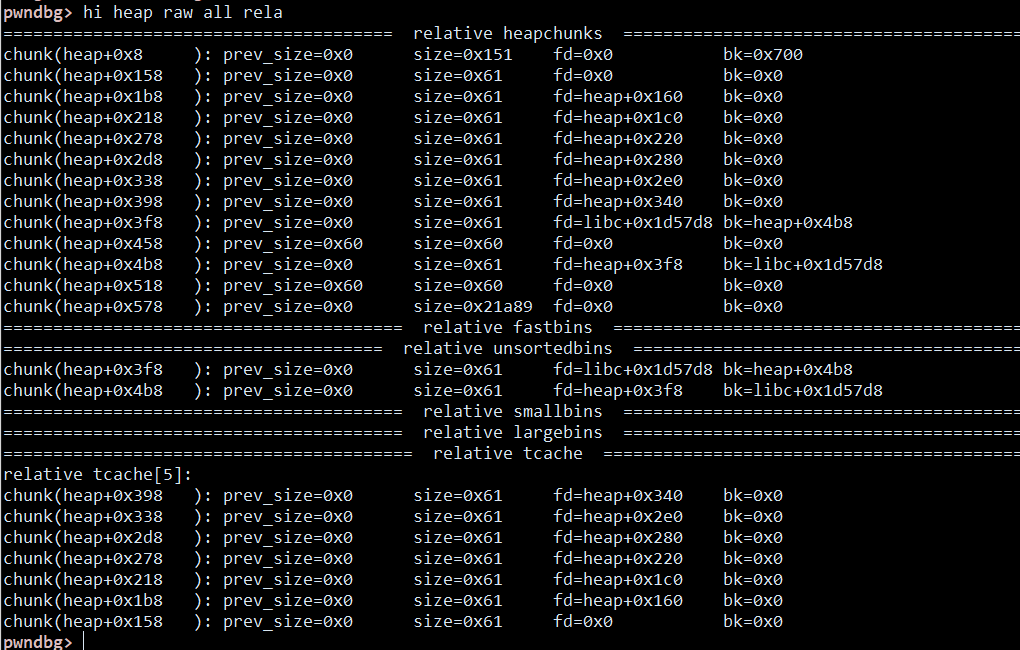 pwndbg> hi heap raw all rela
======================================= relative heapchunks ========================================
chunk(heap+0x8     ): prev_size=0x0      size=0x151    fd=0x0           bk=0x700
chunk(heap+0x158   ): prev_size=0x0      size=0x61     fd=0x0           bk=0x0
chunk(heap+0x1b8   ): prev_size=0x0      size=0x61     fd=heap+0x160    bk=0x0
chunk(heap+0x218   ): prev_size=0x0      size=0x61     fd=heap+0x1c0    bk=0x0
chunk(heap+0x278   ): prev_size=0x0      size=0x61     fd=heap+0x220    bk=0x0
chunk(heap+0x2d8   ): prev_size=0x0      size=0x61     fd=heap+0x280    bk=0x0
chunk(heap+0x338   ): prev_size=0x0      size=0x61     fd=heap+0x2e0    bk=0x0
chunk(heap+0x398   ): prev_size=0x0      size=0x61     fd=heap+0x340    bk=0x0
chunk(heap+0x3f8   ): prev_size=0x0      size=0x61     fd=libc+0x1d57d8 bk=heap+0x4b8
chunk(heap+0x458   ): prev_size=0x60     size=0x60     fd=0x0           bk=0x0
chunk(heap+0x4b8   ): prev_size=0x0      size=0x61     fd=heap+0x3f8    bk=libc+0x1d57d8
chunk(heap+0x518   ): prev_size=0x60     size=0x60     fd=0x0           bk=0x0
chunk(heap+0x578   ): prev_size=0x0      size=0x21a89  fd=0x0           bk=0x0
======================================== relative fastbins =========================================
====================================== relative unsortedbins =======================================
chunk(heap+0x3f8   ): prev_size=0x0      size=0x61     fd=libc+0x1d57d8 bk=heap+0x4b8
chunk(heap+0x4b8   ): prev_size=0x0      size=0x61     fd=heap+0x3f8    bk=libc+0x1d57d8
======================================== relative smallbins ========================================
======================================== relative largebins ========================================
========================================= relative tcache ==========================================
relative tcache[5]:
chunk(heap+0x398   ): prev_size=0x0      size=0x61     fd=heap+0x340    bk=0x0
chunk(heap+0x338   ): prev_size=0x0      size=0x61     fd=heap+0x2e0    bk=0x0
chunk(heap+0x2d8   ): prev_size=0x0      size=0x61     fd=heap+0x280    bk=0x0
chunk(heap+0x278   ): prev_size=0x0      size=0x61     fd=heap+0x220    bk=0x0
chunk(heap+0x218   ): prev_size=0x0      size=0x61     fd=heap+0x1c0    bk=0x0
chunk(heap+0x1b8   ): prev_size=0x0      size=0x61     fd=heap+0x160    bk=0x0
chunk(heap+0x158   ): prev_size=0x0      size=0x61     fd=0x0           bk=0x0
pwndbg>